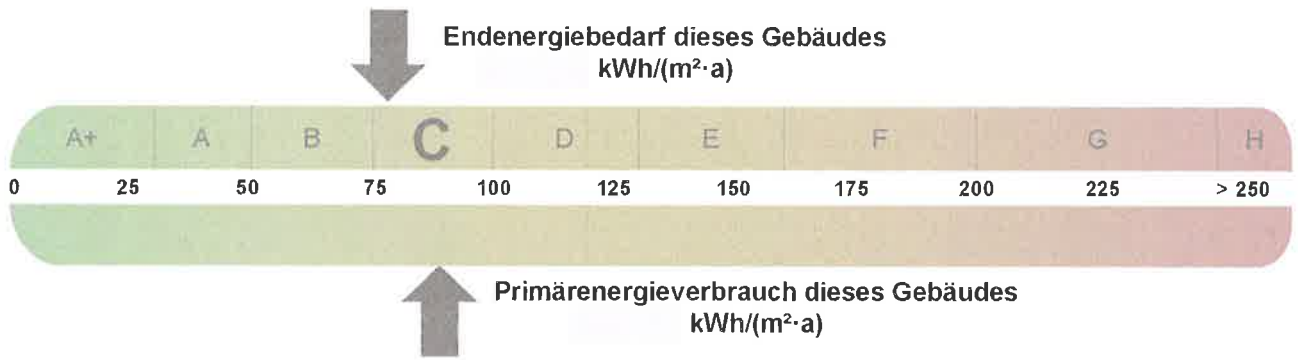 Endenergiebedarf dieses Gebäudes
kWh/(m²·a)
A+ A B C D E F G H
0 25 50 75 100 125 150 175 200 225 > 250
Primärenergieverbrauch dieses Gebäudes
kWh/(m²·a)